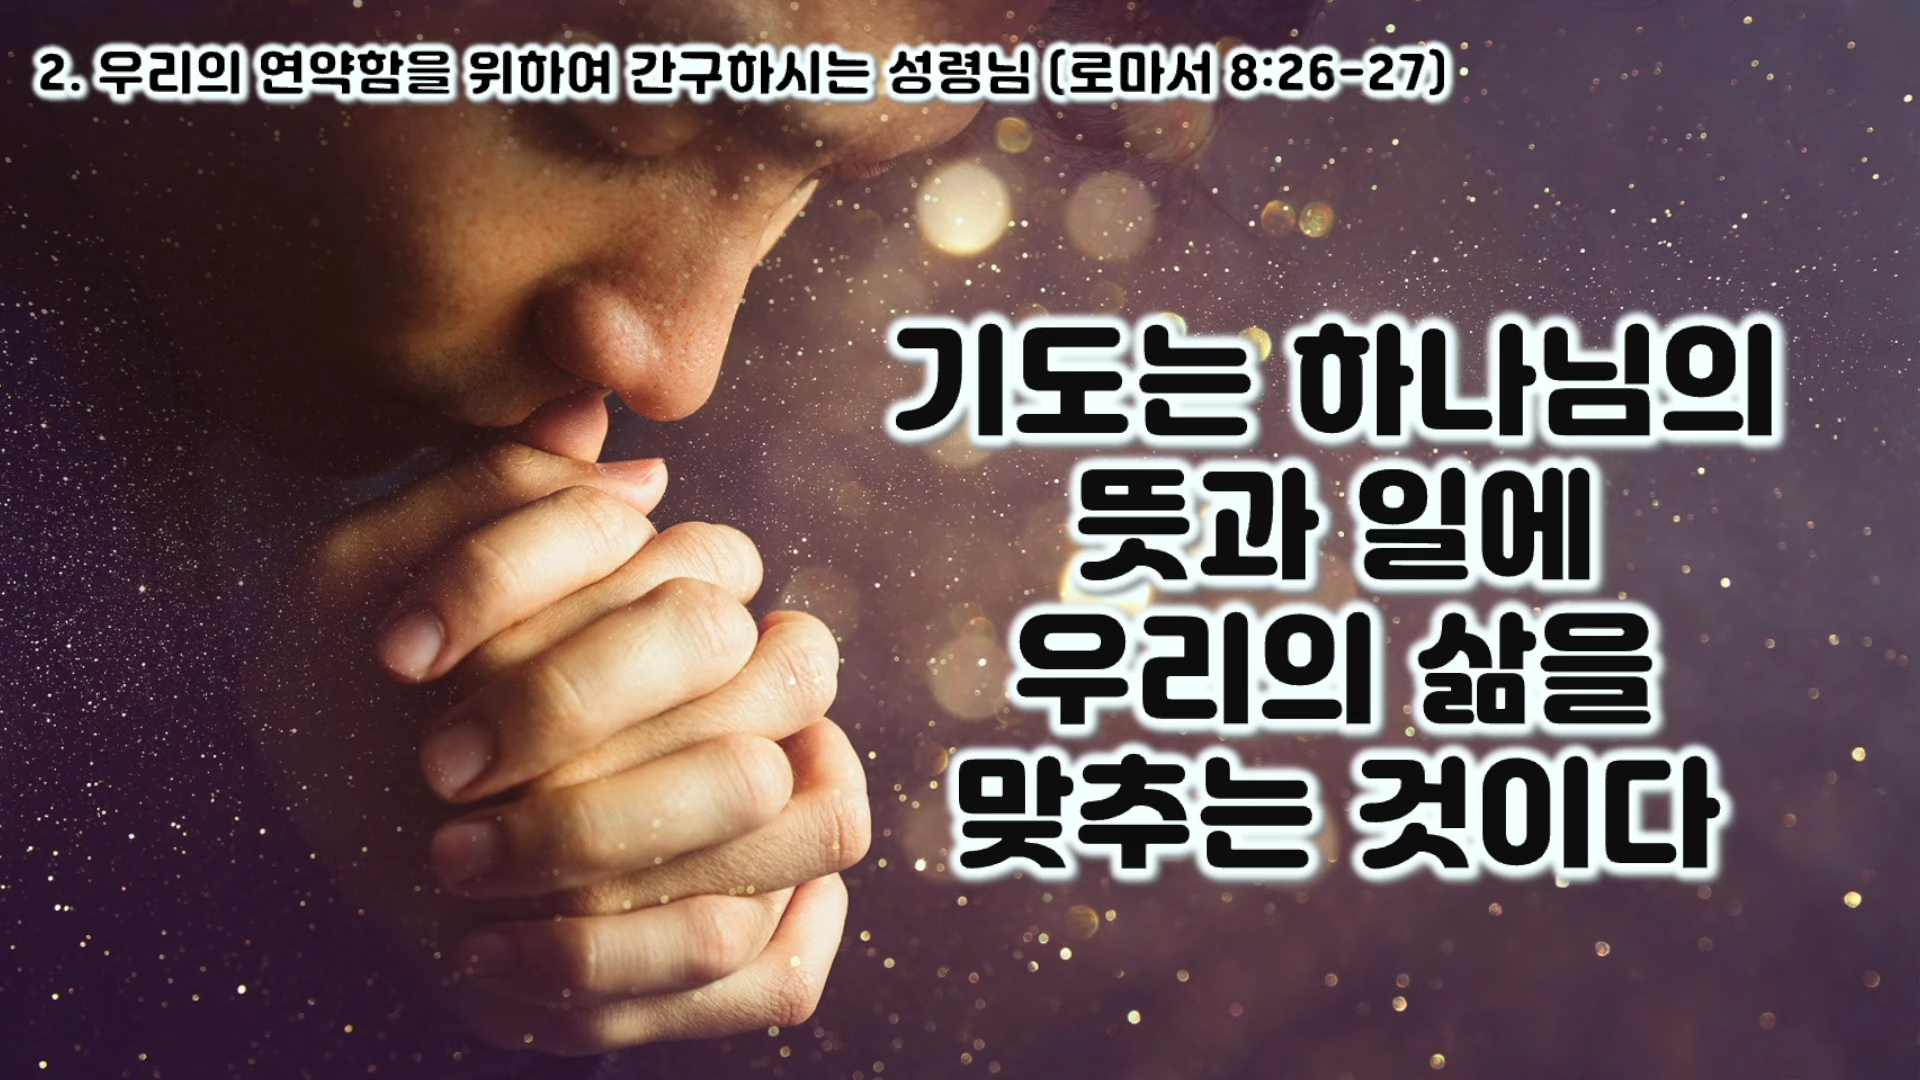 2. 우리의 연약함을 위하여 간구하시는 성령님 (로마서 8:26-27)
기도는 하나님의
뜻과 일에
우리의 삶을
맞추는 것이다